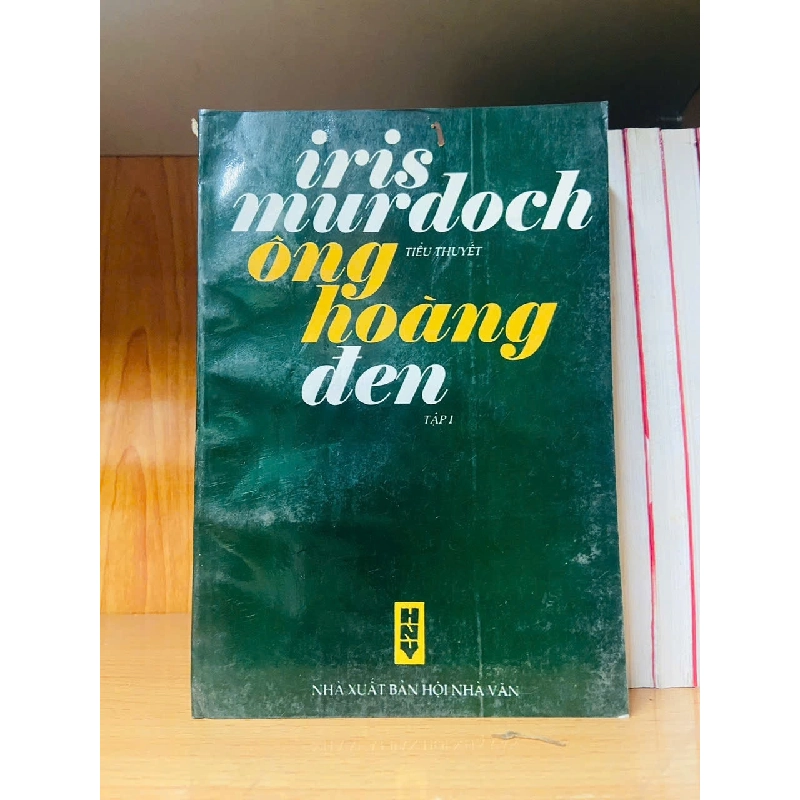 iris
murdoch
ông
TIỂU THUYẾT
hoàng
đen
TẬP I
HNV
NHÀ XUẤT BẢN HỘI NHÀ VĂN